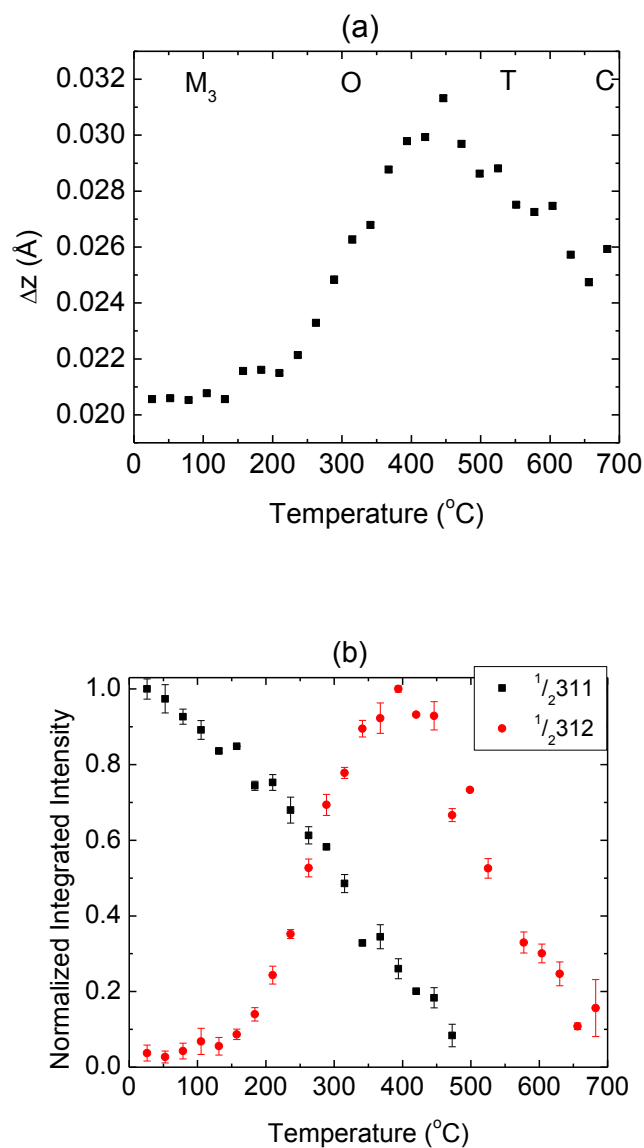 (a)
M₃ O T C
0.032
0.030
0.028
0.026
0.024
0.022
0.020
Δz (Å)
0 100 200 300 400 500 600 700
Temperature (°C)
(b)
¹/₂311
¹/₂312
1.0
0.8
0.6
0.4
0.2
0.0
Normalized Integrated Intensity
0 100 200 300 400 500 600 700
Temperature (°C)